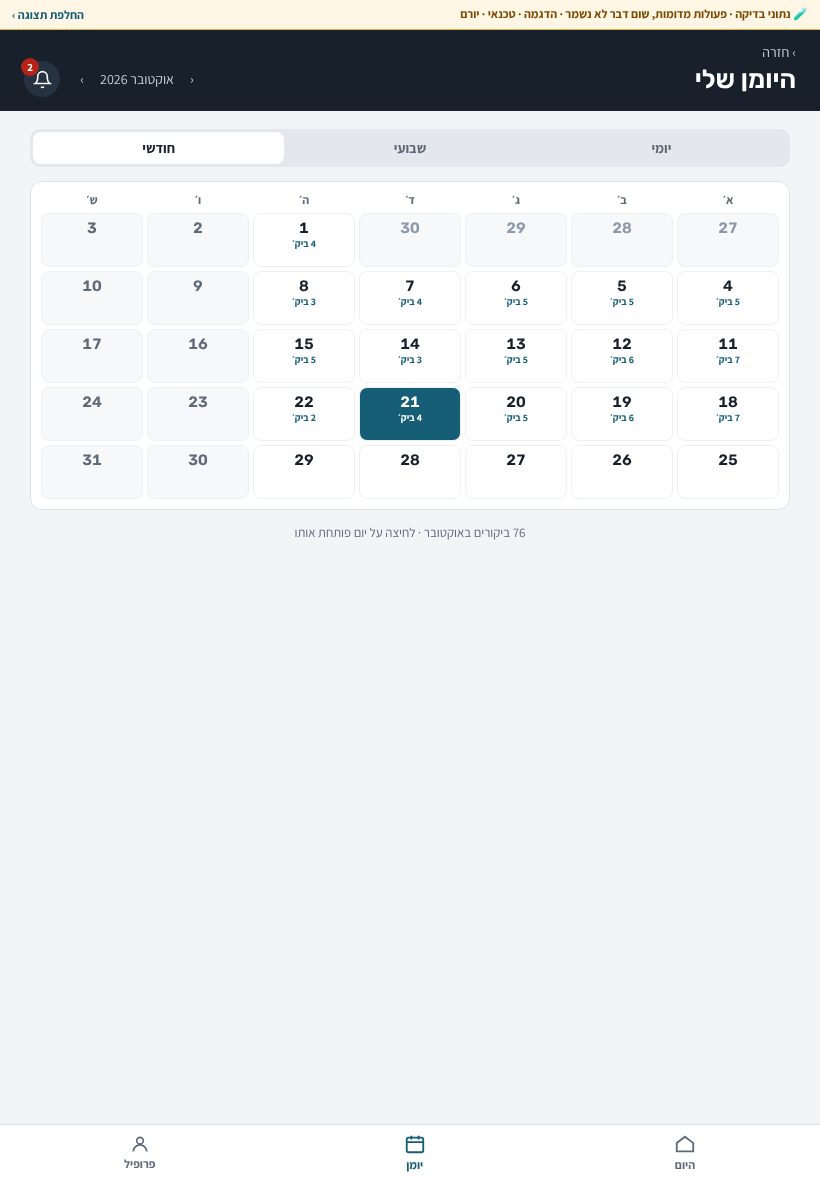 🧪 נתוני בדיקה · פעולות מדומות, שום דבר לא נשמר · הדגמה · טכנאי · יורם
החלפת תצוגה ›
› חזרה
היומן שלי
‹ אוקטובר 2026 ›
2
יומי שבועי חודשי
א׳ ב׳ ג׳ ד׳ ה׳ ו׳ ש׳
27 28 29 30 1 2 3
4 ביק׳
4 5 6 7 8 9 10
5 ביק׳ 5 ביק׳ 5 ביק׳ 4 ביק׳ 3 ביק׳
11 12 13 14 15 16 17
7 ביק׳ 6 ביק׳ 5 ביק׳ 3 ביק׳ 5 ביק׳
18 19 20 21 22 23 24
7 ביק׳ 6 ביק׳ 5 ביק׳ 4 ביק׳ 2 ביק׳
25 26 27 28 29 30 31
76 ביקורים באוקטובר · לחיצה על יום פותחת אותו
היום יומן פרופיל